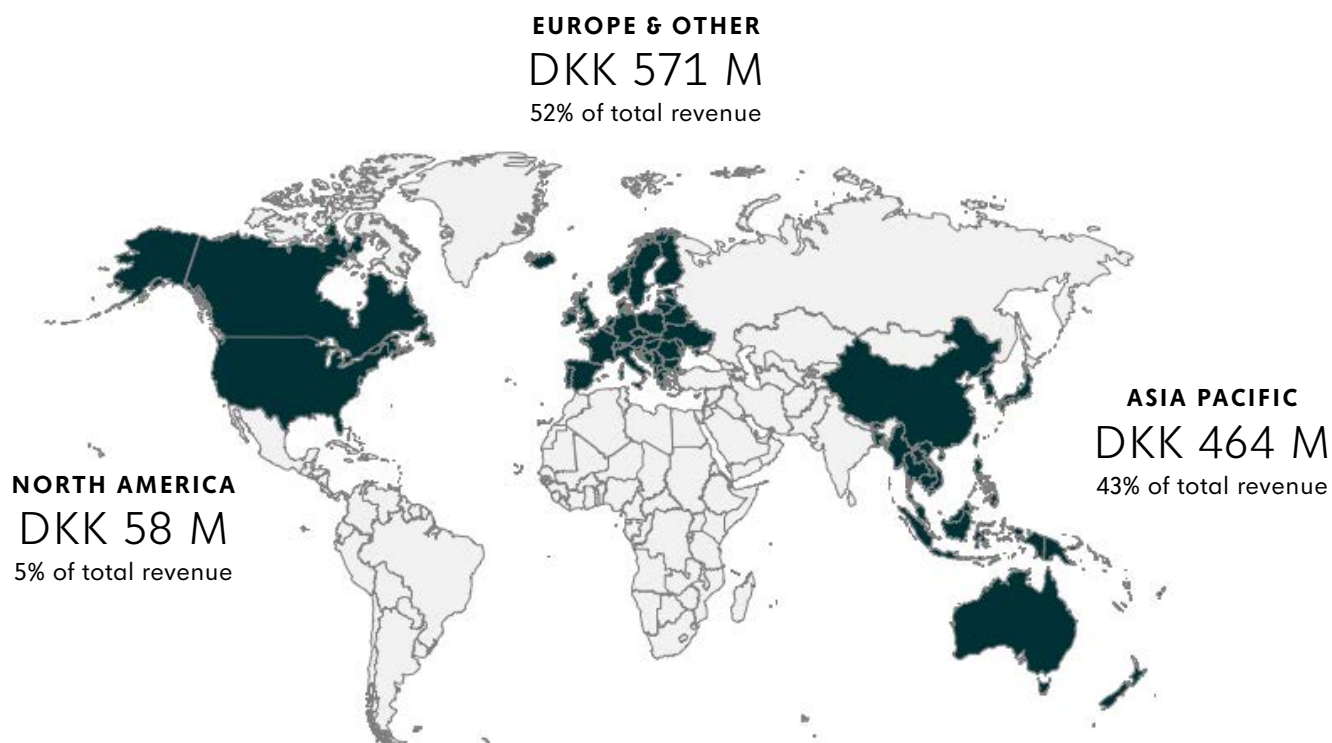 EUROPE & OTHER
DKK 571 M
52% of total revenue
ASIA PACIFIC
DKK 464 M
43% of total revenue
NORTH AMERICA
DKK 58 M
5% of total revenue